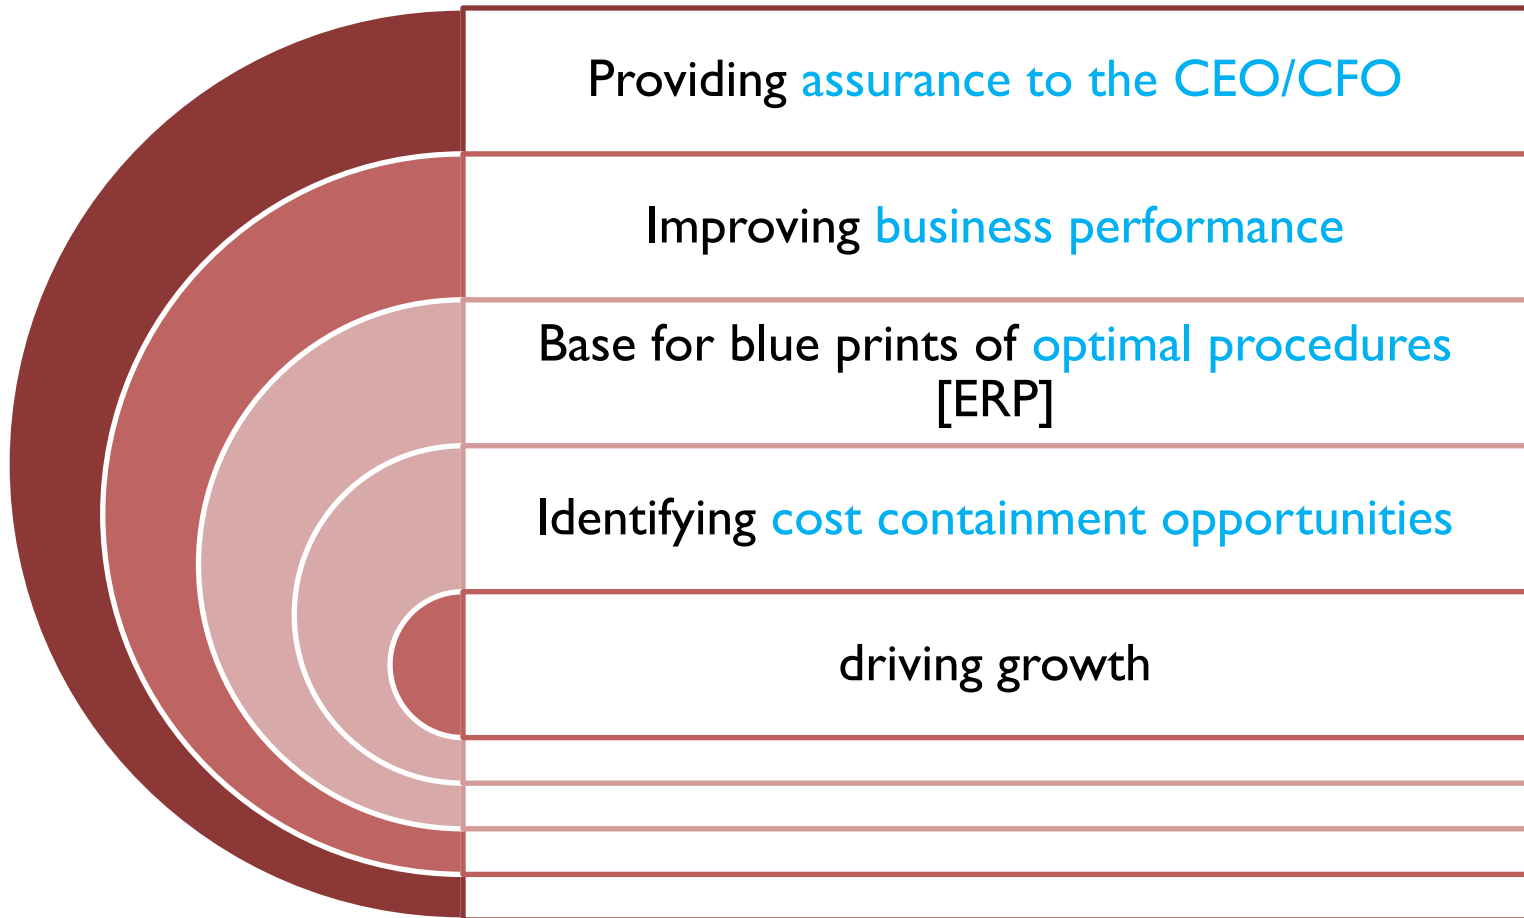 Providing assurance to the CEO/CFO
Improving business performance
Base for blue prints of optimal procedures
[ERP]
Identifying cost containment opportunities
driving growth